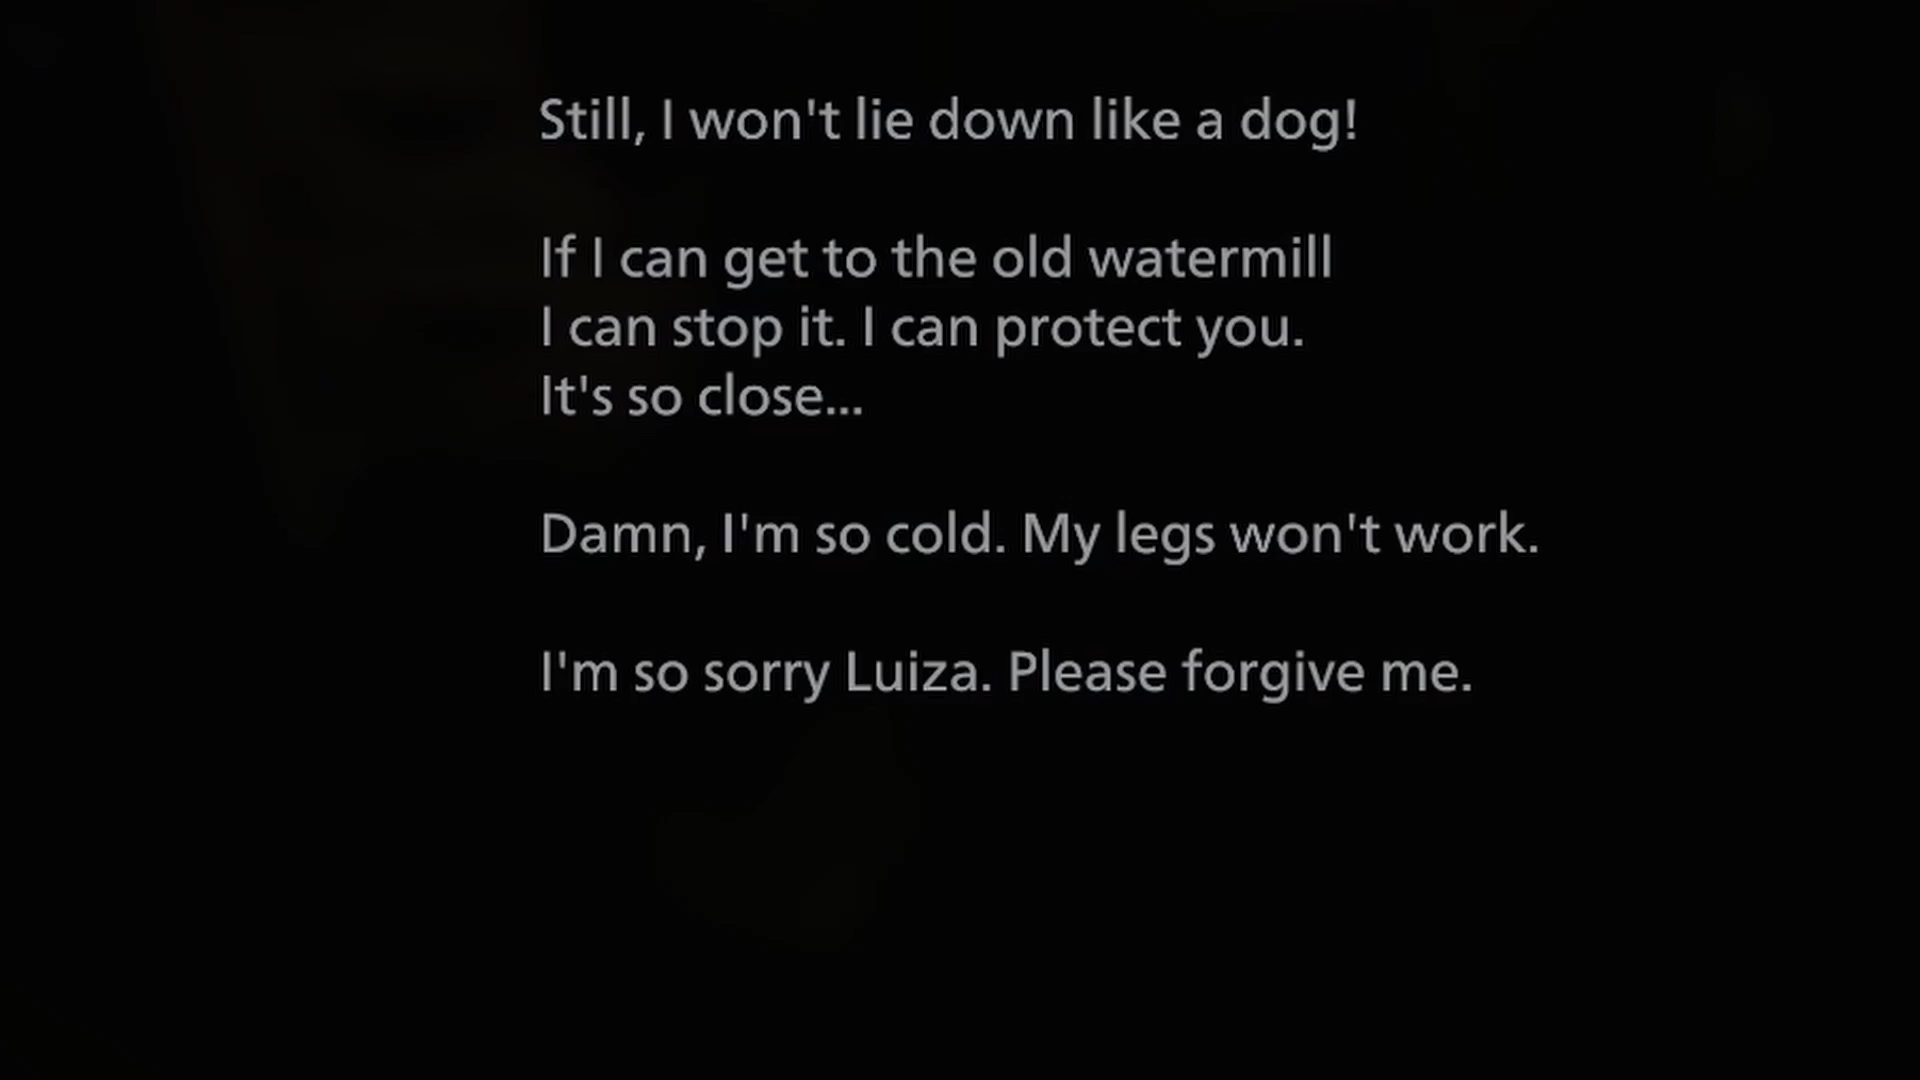 Still, I won't lie down like a dog!
If I can get to the old watermill
I can stop it. I can protect you.
It's so close...
Damn, I'm so cold. My legs won't work.
I'm so sorry Luiza. Please forgive me.